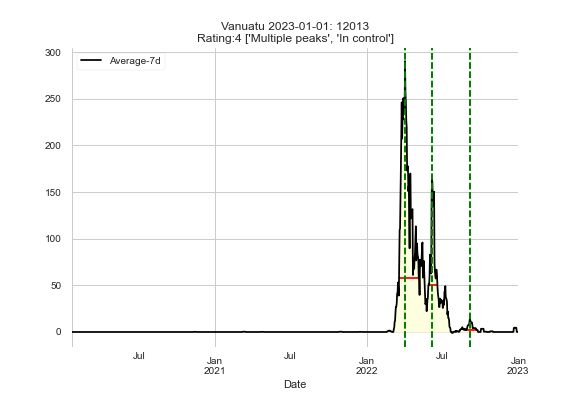 Vanuatu 2023-01-01: 12013
Rating:4 ['Multiple peaks', 'In control']
Average-7d
300
250
200
150
100
50
0
Jul
Jan
2021
Jul
Jan
2022
Jul
Jan
2023
Date